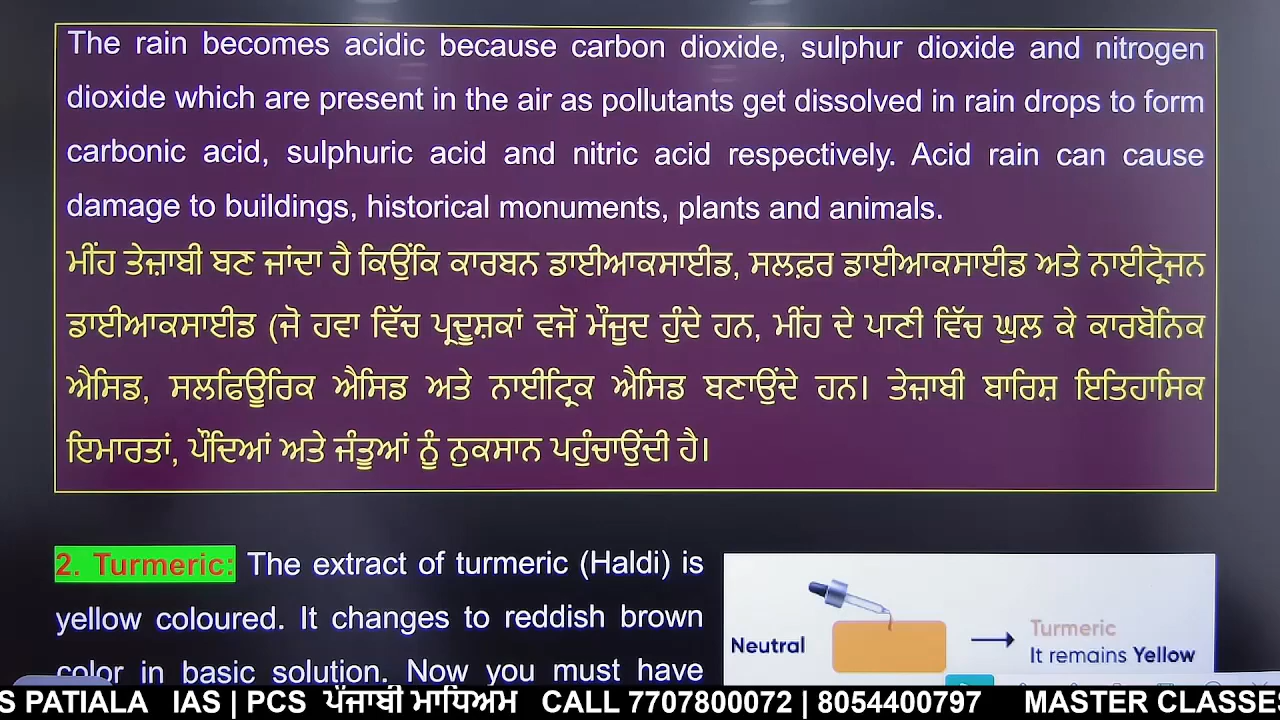 The rain becomes acidic because carbon dioxide, sulphur dioxide and nitrogen
dioxide which are present in the air as pollutants get dissolved in rain drops to form
carbonic acid, sulphuric acid and nitric acid respectively. Acid rain can cause
damage to buildings, historical monuments, plants and animals.
ਮੀਂਹ ਤੇਜ਼ਾਬੀ ਬਣ ਜਾਂਦਾ ਹੈ ਕਿਉਂਕਿ ਕਾਰਬਨ ਡਾਈਆਕਸਾਈਡ, ਸਲਫ਼ਰ ਡਾਈਆਕਸਾਈਡ ਅਤੇ ਨਾਈਟ੍ਰੋਜਨ
ਡਾਈਆਕਸਾਈਡ (ਜੋ ਹਵਾ ਵਿੱਚ ਪ੍ਰਦੂਸ਼ਕਾਂ ਵਜੋਂ ਮੌਜੂਦ ਹੁੰਦੇ ਹਨ, ਮੀਂਹ ਦੇ ਪਾਣੀ ਵਿੱਚ ਘੁਲ ਕੇ ਕਾਰਬੋਨਿਕ
ਐਸਿਡ, ਸਲਫਿਊਰਿਕ ਐਸਿਡ ਅਤੇ ਨਾਈਟ੍ਰਿਕ ਐਸਿਡ ਬਣਾਉਂਦੇ ਹਨ। ਤੇਜ਼ਾਬੀ ਬਾਰਿਸ਼ ਇਤਿਹਾਸਿਕ
ਇਮਾਰਤਾਂ, ਪੌਦਿਆਂ ਅਤੇ ਜੰਤੂਆਂ ਨੂੰ ਨੁਕਸਾਨ ਪਹੁੰਚਾਉਂਦੀ ਹੈ।
2. Turmeric: The extract of turmeric (Haldi) is
yellow coloured. It changes to reddish brown
color in basic solution. Now you must have
Neutral
Turmeric
It remains Yellow
S PATIALA IAS | PCS ਪੰਜਾਬੀ ਮਾਧਿਅਮ CALL 7707800072 | 8054400797 MASTER CLASSES